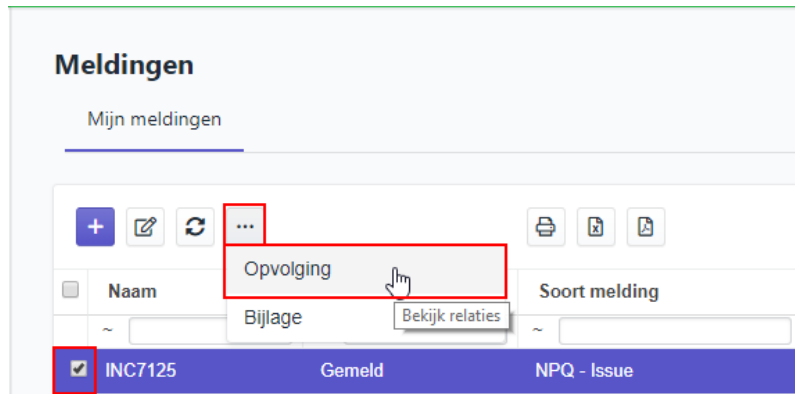 Meldingen
Mijn meldingen
+ ...
Opvolging
Naam Soort melding
Bijlage Bekijk relaties
~ ~
INC7125 Gemeld NPQ - Issue